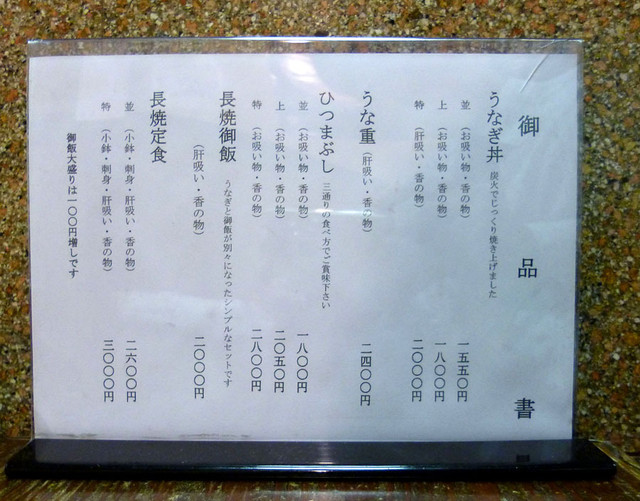 御品書
うなぎ丼 炭火でじっくり焼き上げました
並 (お吸い物・香の物) 一五五〇円
上 (お吸い物・香の物) 一八〇〇円
特 (肝吸い・香の物) 二〇〇〇円
うな重 (肝吸い・香の物) 二四〇〇円
ひつまぶし 三通りの食べ方でご賞味下さい
並 (お吸い物・香の物) 一八〇〇円
上 (お吸い物・香の物) 二〇五〇円
特 (お吸い物・香の物) 二八〇〇円
長焼御飯 うなぎと御飯が別々になったシンプルなセットです
(肝吸い・香の物) 二〇〇〇円
長焼定食
並 (小鉢・刺身・肝吸い・香の物) 二六〇〇円
特 (小鉢・刺身・肝吸い・香の物) 三〇〇〇円
御飯大盛りは一〇〇円増しです